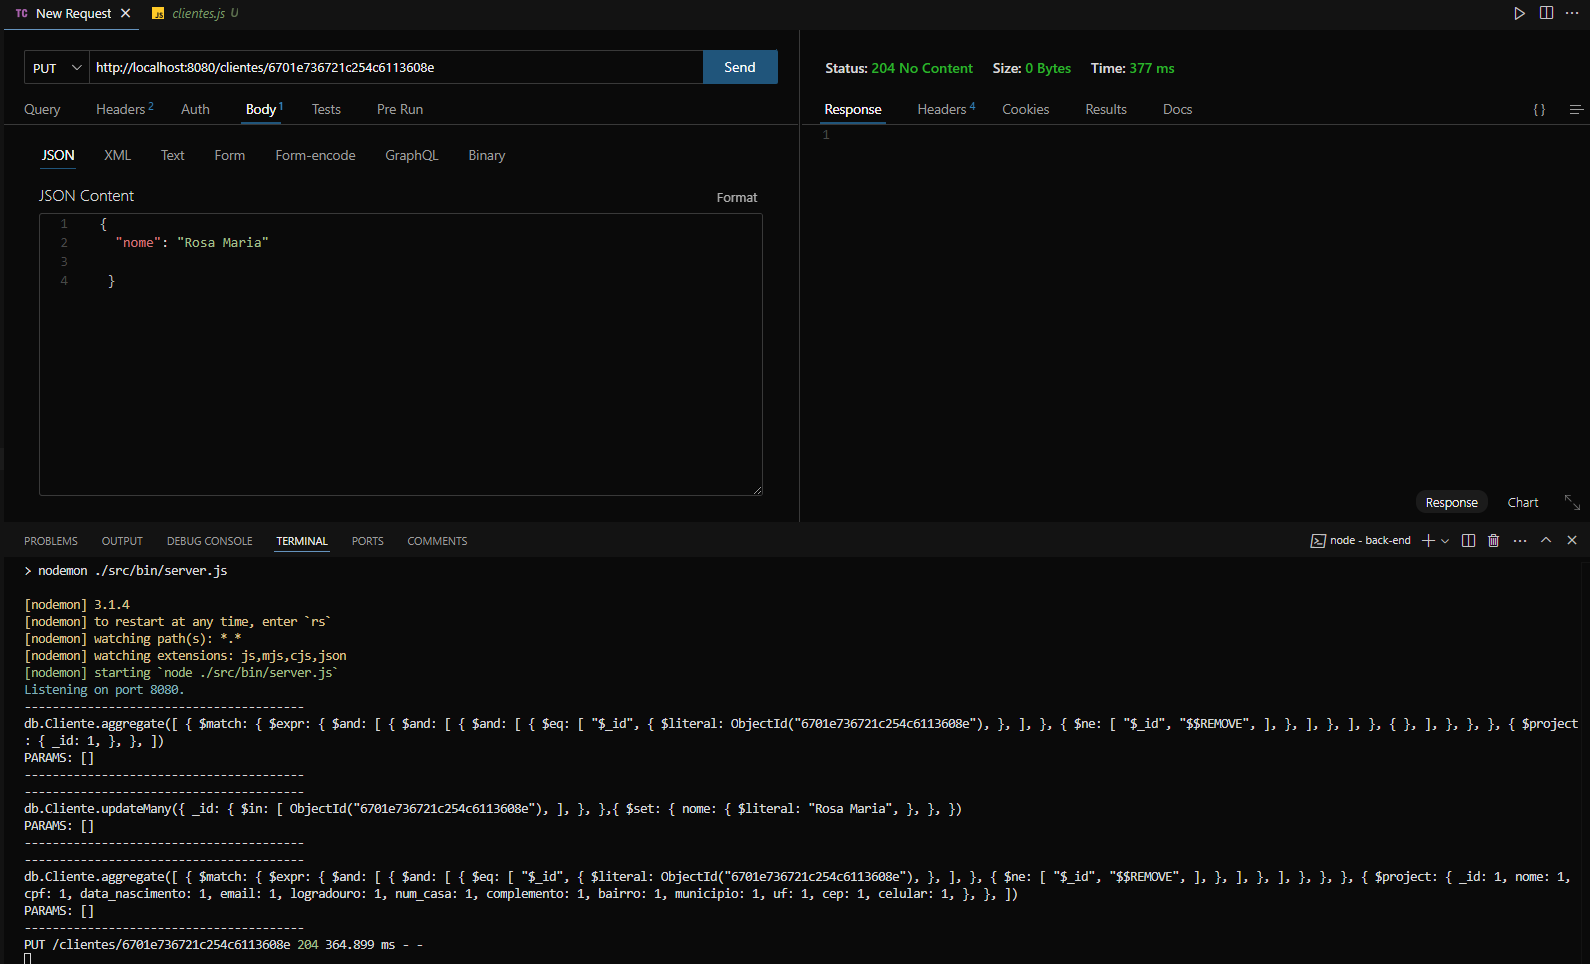 TC New Request × JS clientes.js U
PUT http://localhost:8080/clientes/6701e736721c254c6113608e Send
Query Headers 2 Auth Body 1 Tests Pre Run
JSON XML Text Form Form-encode GraphQL Binary
JSON Content Format
1 {
2 "nome": "Rosa Maria"
3
4 }
Status: 204 No Content Size: 0 Bytes Time: 377 ms
Response Headers 4 Cookies Results Docs {}
1
Response Chart
PROBLEMS OUTPUT DEBUG CONSOLE TERMINAL PORTS COMMENTS node - back-end
> nodemon ./src/bin/server.js
[nodemon] 3.1.4
[nodemon] to restart at any time, enter `rs`
[nodemon] watching path(s): *.*
[nodemon] watching extensions: js,mjs,cjs,json
[nodemon] starting `node ./src/bin/server.js`
Listening on port 8080.
----------------------------------------
db.Cliente.aggregate([ { $match: { $expr: { $and: [ { $and: [ { $and: [ { $eq: [ "$_id", { $literal: ObjectId("6701e736721c254c6113608e"), }, ], }, { $ne: [ "$_id", "$$REMOVE", ], }, ], }, ], }, { }, ], }, }, }, { $project
: { _id: 1, }, }, ])
PARAMS: []
----------------------------------------
----------------------------------------
db.Cliente.updateMany({ _id: { $in: [ ObjectId("6701e736721c254c6113608e"), ], }, },{ $set: { nome: { $literal: "Rosa Maria", }, }, })
PARAMS: []
----------------------------------------
----------------------------------------
db.Cliente.aggregate([ { $match: { $expr: { $and: [ { $and: [ { $eq: [ "$_id", { $literal: ObjectId("6701e736721c254c6113608e"), }, ], }, { $ne: [ "$_id", "$$REMOVE", ], }, ], }, ], }, }, }, { $project: { _id: 1, nome: 1,
cpf: 1, data_nascimento: 1, email: 1, logradouro: 1, num_casa: 1, complemento: 1, bairro: 1, municipio: 1, uf: 1, cep: 1, celular: 1, }, }, ])
PARAMS: []
----------------------------------------
PUT /clientes/6701e736721c254c6113608e 204 364.899 ms - -